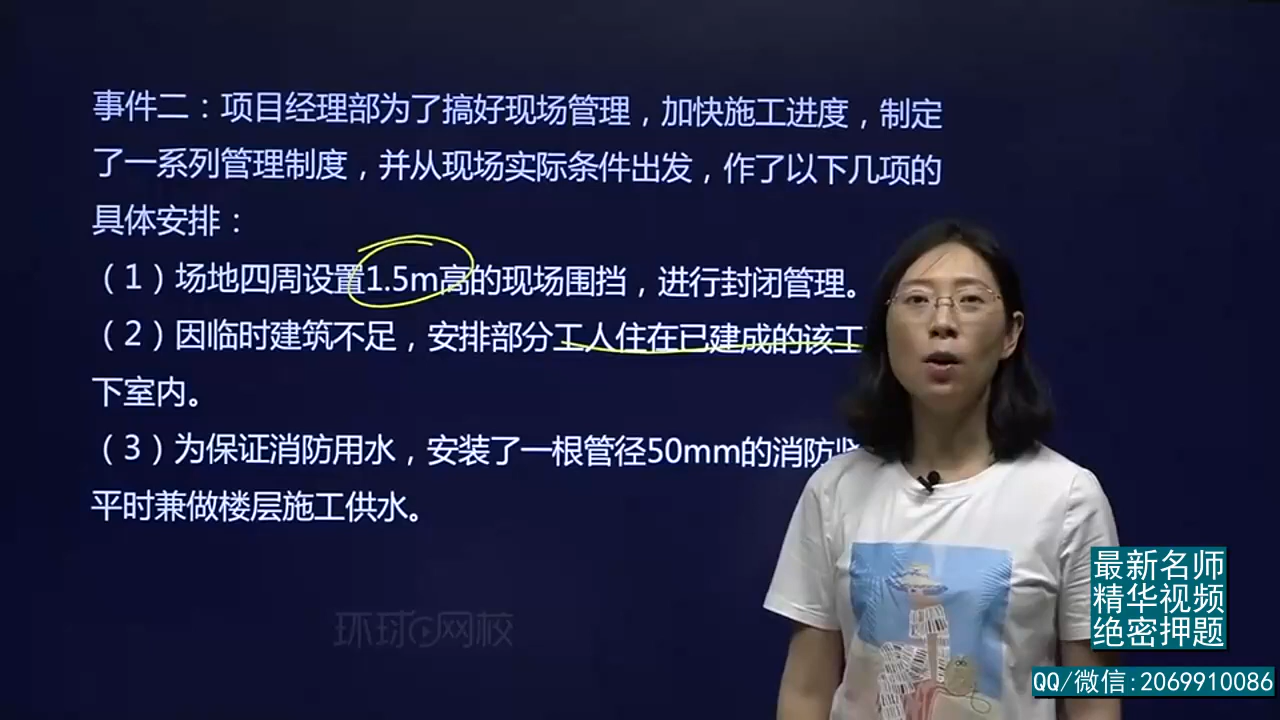 事件二：项目经理部为了搞好现场管理，加快施工进度，制定
了一系列管理制度，并从现场实际条件出发，作了以下几项的
具体安排：
（1）场地四周设置1.5m高的现场围挡，进行封闭管理。
（2）因临时建筑不足，安排部分工人住在已建成的该工
下室内。
（3）为保证消防用水，安装了一根管径50mm的消防竖
平时兼做楼层施工供水。
环球网校
最新名师
精华视频
绝密押题
QQ/微信:2069910086